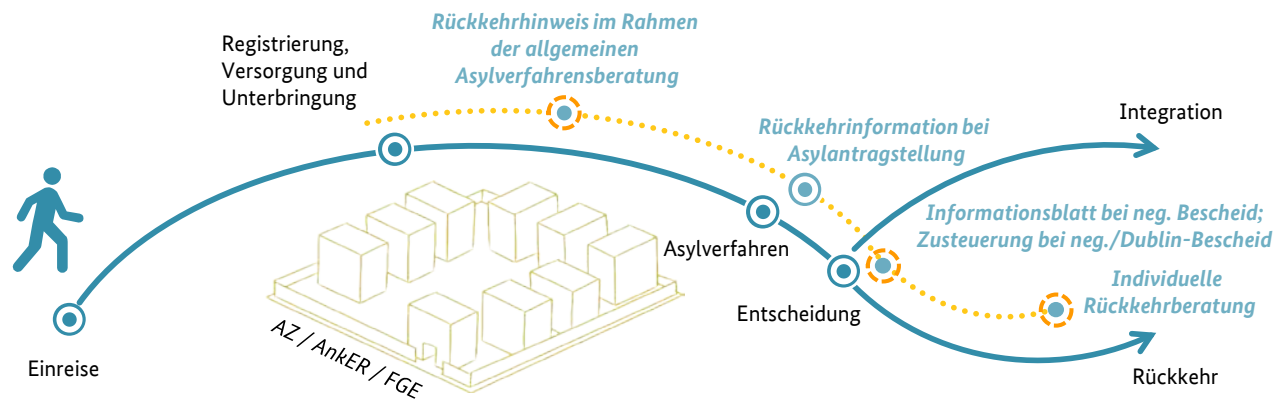 Rückkehrhinweis im Rahmen
der allgemeinen
Asylverfahrensberatung
Registrierung,
Versorgung und
Unterbringung
Integration
Rückkehrinformation bei
Asylantragstellung
Informationsblatt bei neg. Bescheid;
Zusteuerung bei neg./Dublin-Bescheid
Asylverfahren
Individuelle
Rückkehrberatung
Entscheidung
AZ / AnkER / FGE
Einreise
Rückkehr